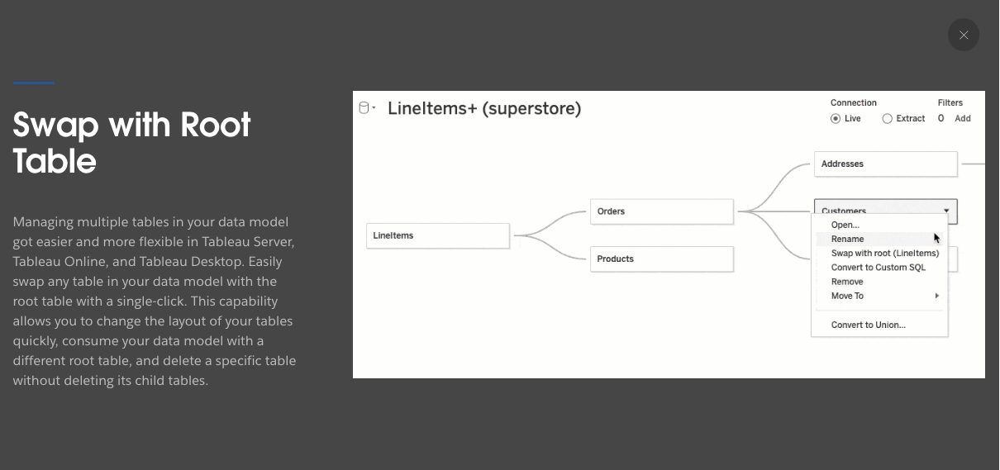 Swap with Root
Table
Managing multiple tables in your data model
got easier and more flexible in Tableau Server,
Tableau Online, and Tableau Desktop. Easily
swap any table in your data model with the
root table with a single-click. This capability
allows you to change the layout of your tables
quickly, consume your data model with a
different root table, and delete a specific table
without deleting its child tables.
LineItems+ (superstore)
Connection
Live
Extract
Filters
0 Add
LineItems
Orders
Products
Addresses
Customers
Open...
Rename
Swap with root (LineItems)
Convert to Custom SQL
Remove
Move To
Convert to Union...